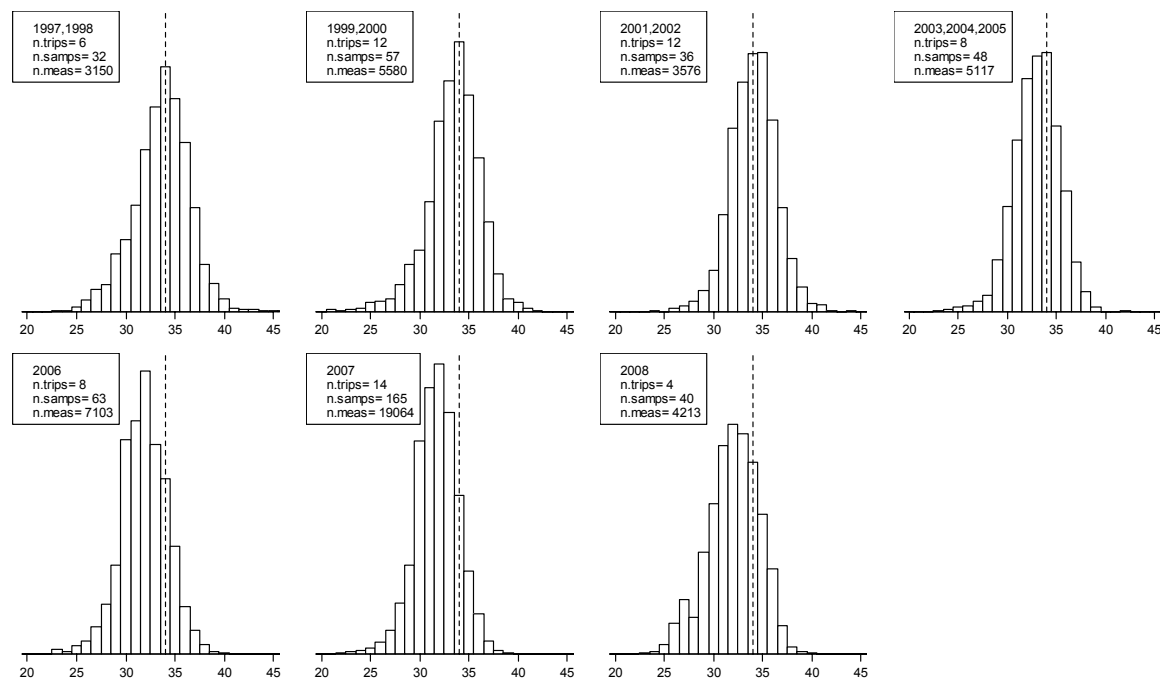 1997,1998
n.trips= 6
n.samps= 32
n.meas= 3150
1999,2000
n.trips= 12
n.samps= 57
n.meas= 5580
2001,2002
n.trips= 12
n.samps= 36
n.meas= 3576
2003,2004,2005
n.trips= 8
n.samps= 48
n.meas= 5117
20 25 30 35 40 45
20 25 30 35 40 45
20 25 30 35 40 45
20 25 30 35 40 45
2006
n.trips= 8
n.samps= 63
n.meas= 7103
2007
n.trips= 14
n.samps= 165
n.meas= 19064
2008
n.trips= 4
n.samps= 40
n.meas= 4213
20 25 30 35 40 45
20 25 30 35 40 45
20 25 30 35 40 45